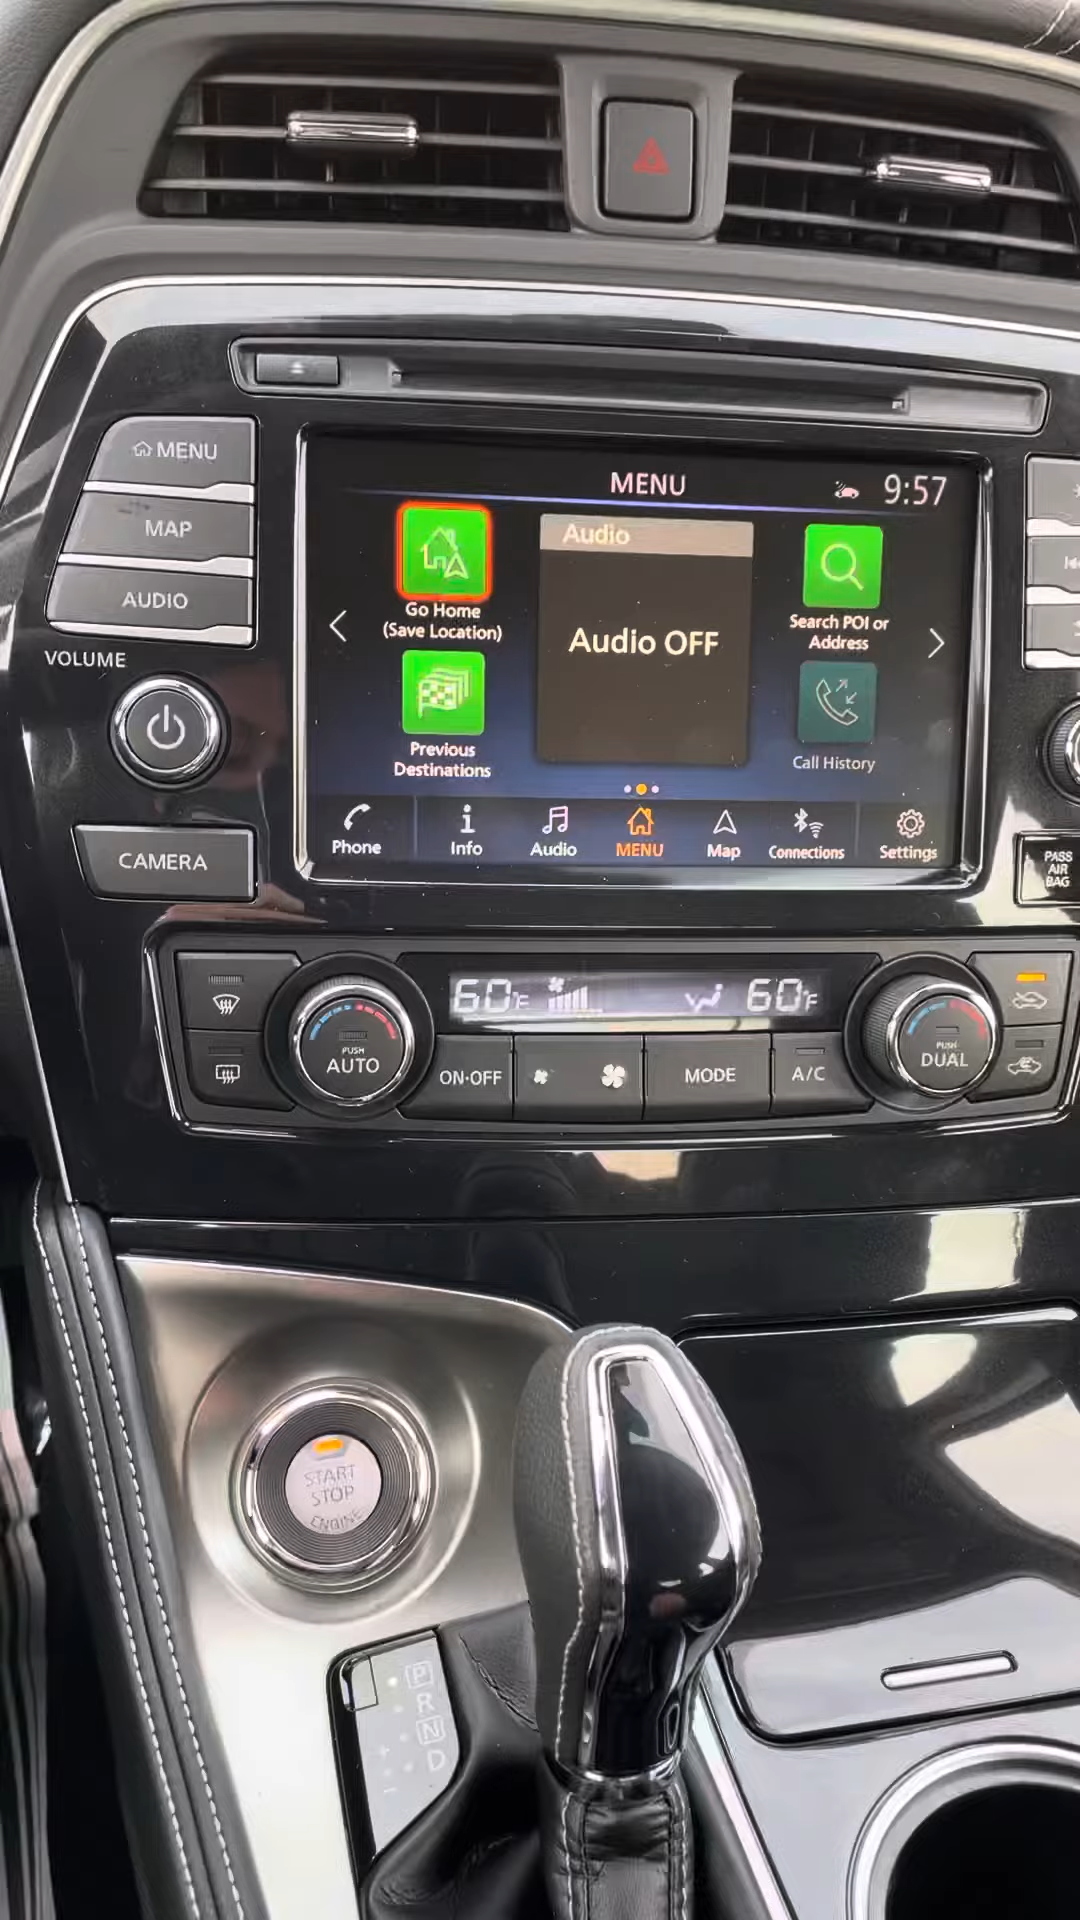 MENU
MAP
AUDIO
VOLUME
CAMERA
MENU
9:57
Go Home
(Save Location)
Previous
Destinations
Audio
Audio OFF
Search POI or
Address
Call History
Phone
Info
Audio
MENU
Map
Connections
Settings
PASS
AIR
BAG
60°F
60°F
PUSH
AUTO
ON·OFF
MODE
A/C
PUSH
DUAL
START
STOP
ENGINE
P
R
N
D
+
-